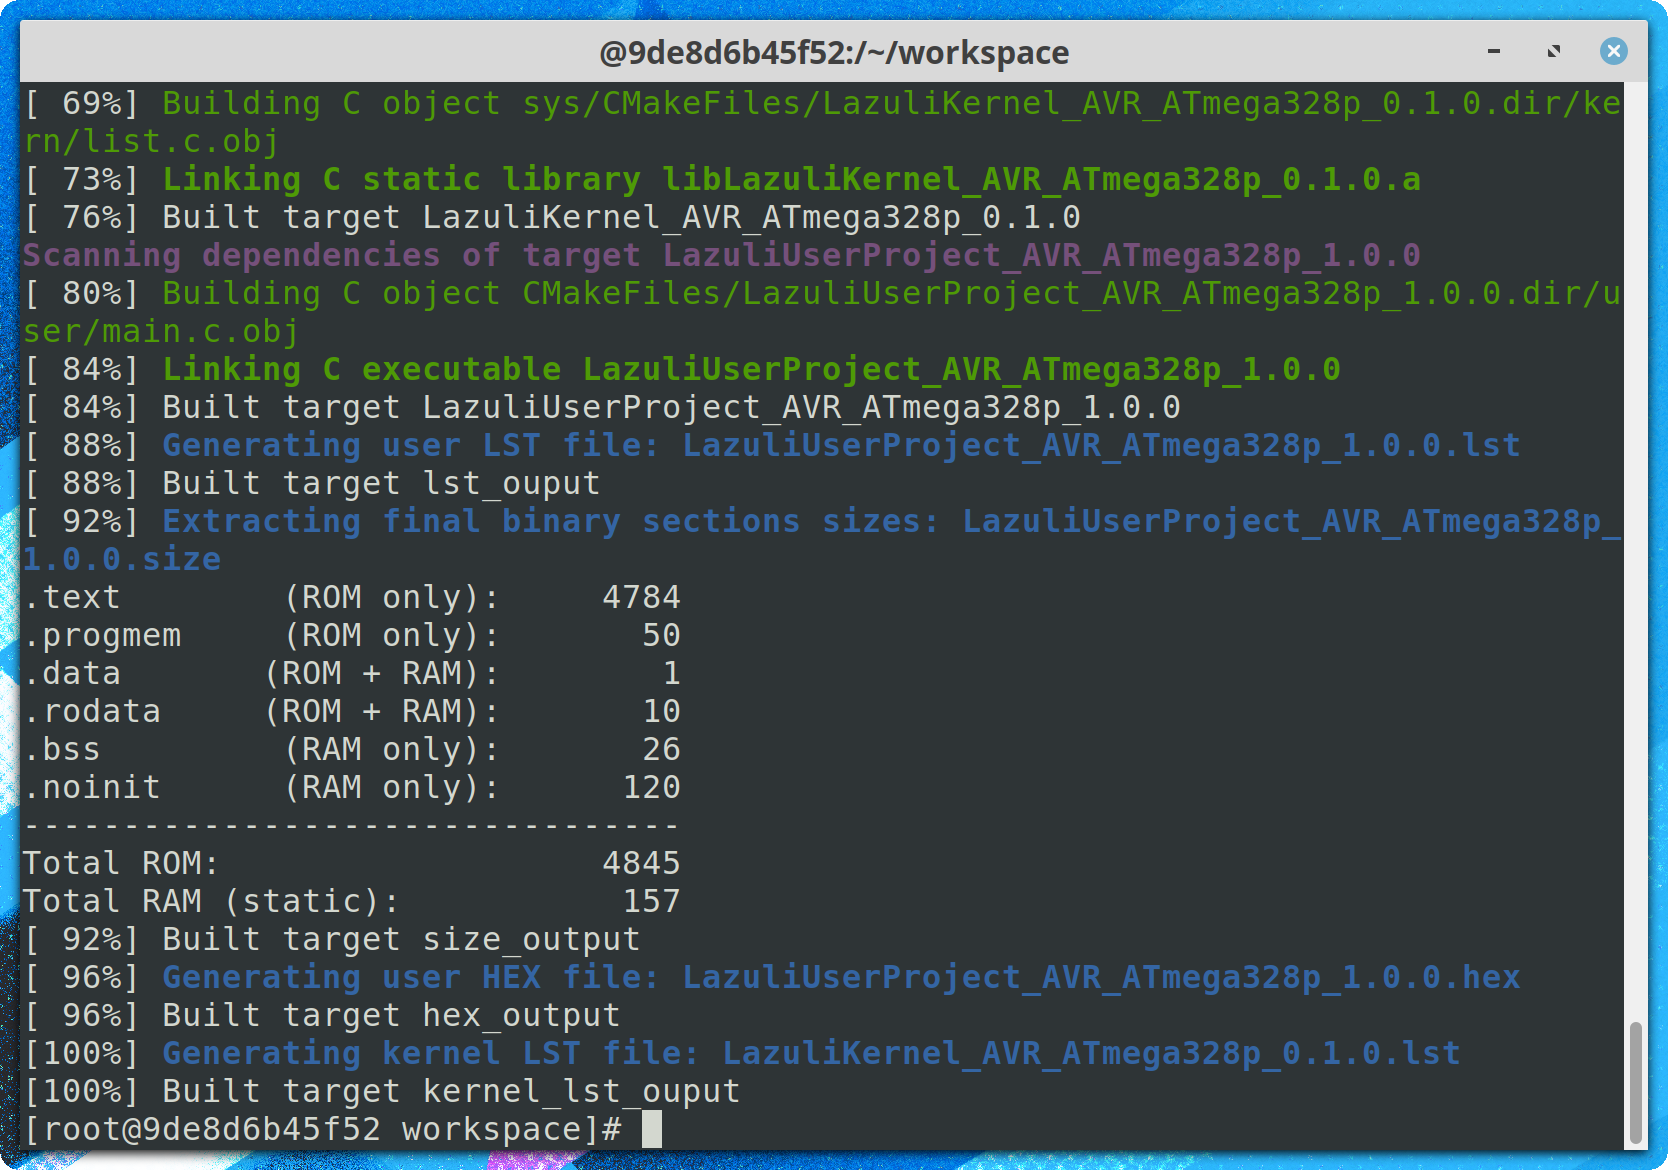 @9de8d6b45f52:/~/workspace
[ 69%] Building C object sys/CMakeFiles/LazuliKernel_AVR_ATmega328p_0.1.0.dir/ke
rn/list.c.obj
[ 73%] Linking C static library libLazuliKernel_AVR_ATmega328p_0.1.0.a
[ 76%] Built target LazuliKernel_AVR_ATmega328p_0.1.0
Scanning dependencies of target LazuliUserProject_AVR_ATmega328p_1.0.0
[ 80%] Building C object CMakeFiles/LazuliUserProject_AVR_ATmega328p_1.0.0.dir/u
ser/main.c.obj
[ 84%] Linking C executable LazuliUserProject_AVR_ATmega328p_1.0.0
[ 84%] Built target LazuliUserProject_AVR_ATmega328p_1.0.0
[ 88%] Generating user LST file: LazuliUserProject_AVR_ATmega328p_1.0.0.lst
[ 88%] Built target lst_ouput
[ 92%] Extracting final binary sections sizes: LazuliUserProject_AVR_ATmega328p_
1.0.0.size
.text        (ROM only):     4784
.progmem     (ROM only):       50
.data       (ROM + RAM):        1
.rodata     (ROM + RAM):       10
.bss         (RAM only):       26
.noinit      (RAM only):      120
---------------------------------
Total ROM:                   4845
Total RAM (static):           157
[ 92%] Built target size_output
[ 96%] Generating user HEX file: LazuliUserProject_AVR_ATmega328p_1.0.0.hex
[ 96%] Built target hex_output
[100%] Generating kernel LST file: LazuliKernel_AVR_ATmega328p_0.1.0.lst
[100%] Built target kernel_lst_ouput
[root@9de8d6b45f52 workspace]#